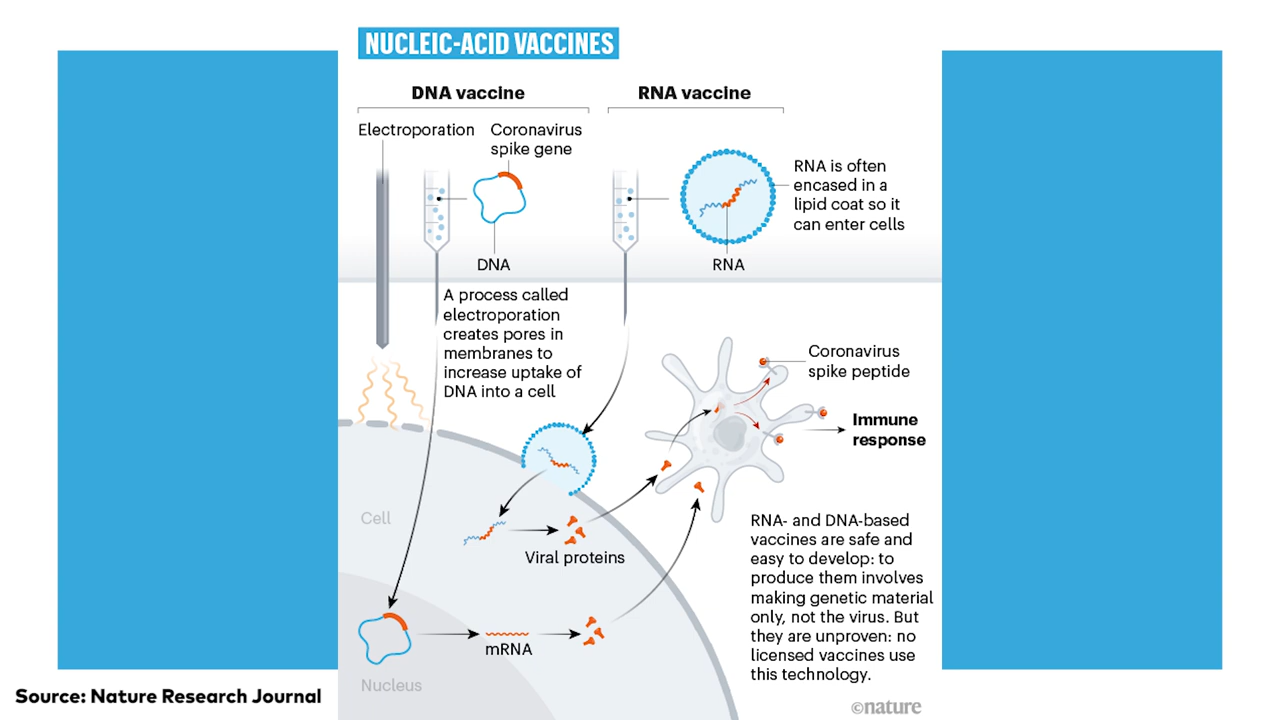 NUCLEIC-ACID VACCINES
DNA vaccine
RNA vaccine
Electroporation
Coronavirus
spike gene
DNA
RNA is often
encased in a
lipid coat so it
can enter cells
RNA
A process called
electroporation
creates pores in
membranes to
increase uptake of
DNA into a cell
Coronavirus
spike peptide
Immune
response
Cell
Viral proteins
mRNA
Nucleus
RNA- and DNA-based
vaccines are safe and
easy to develop: to
produce them involves
making genetic material
only, not the virus. But
they are unproven: no
licensed vaccines use
this technology.
Source: Nature Research Journal
©nature